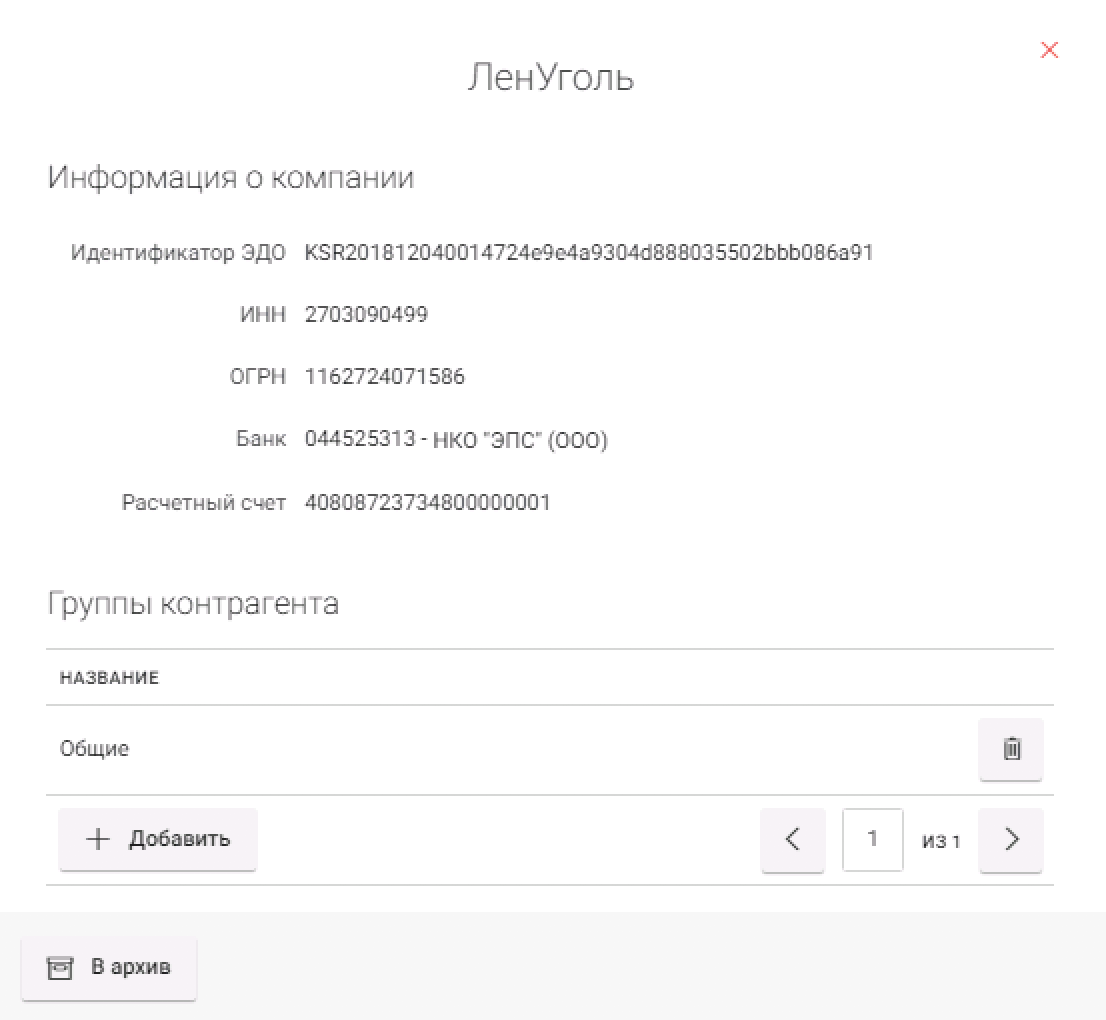 ЛенУголь
Информация о компании
Идентификатор ЭДО KSR201812040014724e9e4a9304d888035502bbb086a91
ИНН 2703090499
ОГРН 1162724071586
Банк 044525313 - НКО "ЭПС" (ООО)
Расчетный счет 40808723734800000001
Группы контрагента
НАЗВАНИЕ
Общие
Добавить 1 из 1
В архив